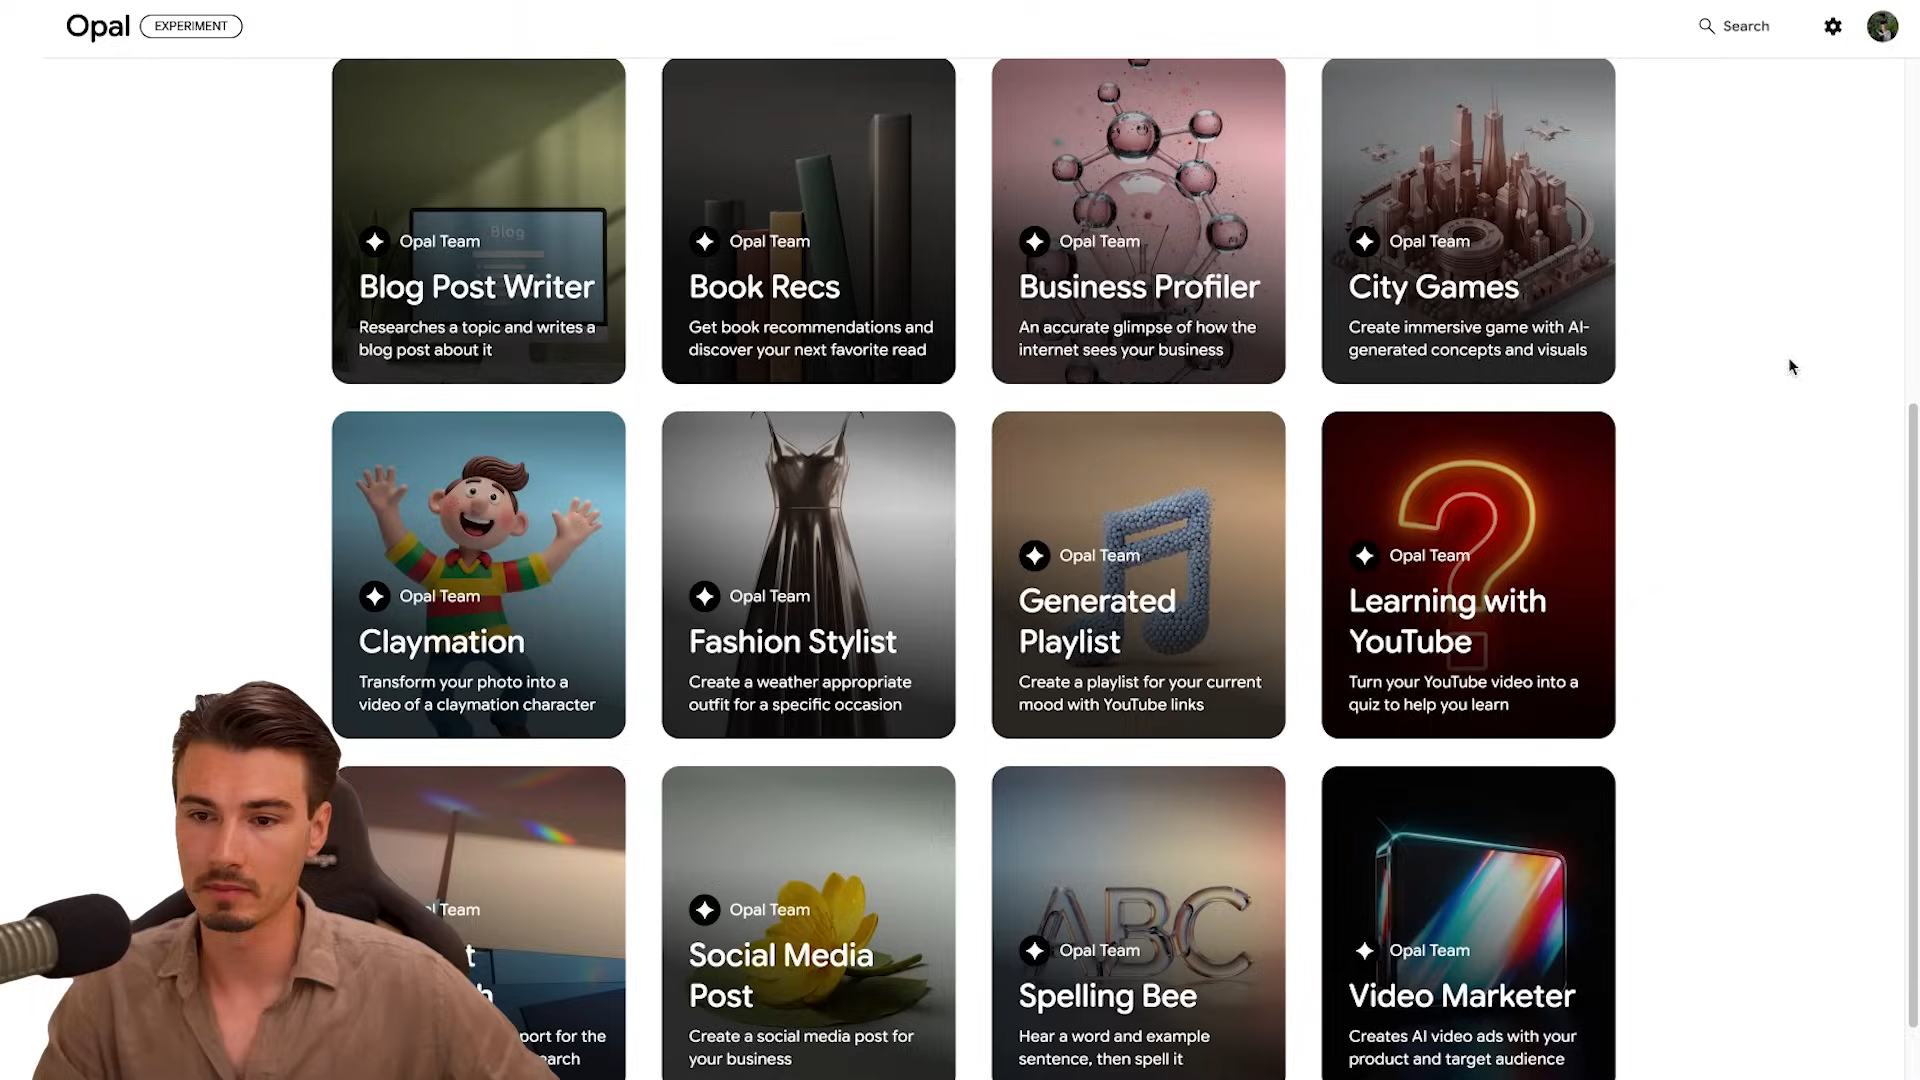 Opal EXPERIMENT Search
Blog
Opal Team
Blog Post Writer
Researches a topic and writes a
blog post about it
Opal Team
Book Recs
Get book recommendations and
discover your next favorite read
Opal Team
Business Profiler
An accurate glimpse of how the
internet sees your business
Opal Team
City Games
Create immersive game with AI-
generated concepts and visuals
Opal Team
Claymation
Transform your photo into a
video of a claymation character
Opal Team
Fashion Stylist
Create a weather appropriate
outfit for a specific occasion
Opal Team
Generated
Playlist
Create a playlist for your current
mood with YouTube links
Opal Team
Learning with
YouTube
Turn your YouTube video into a
quiz to help you learn
Team
port for the
earch
Opal Team
Social Media
Post
Create a social media post for
your business
ABC
Opal Team
Spelling Bee
Hear a word and example
sentence, then spell it
Opal Team
Video Marketer
Creates AI video ads with your
product and target audience